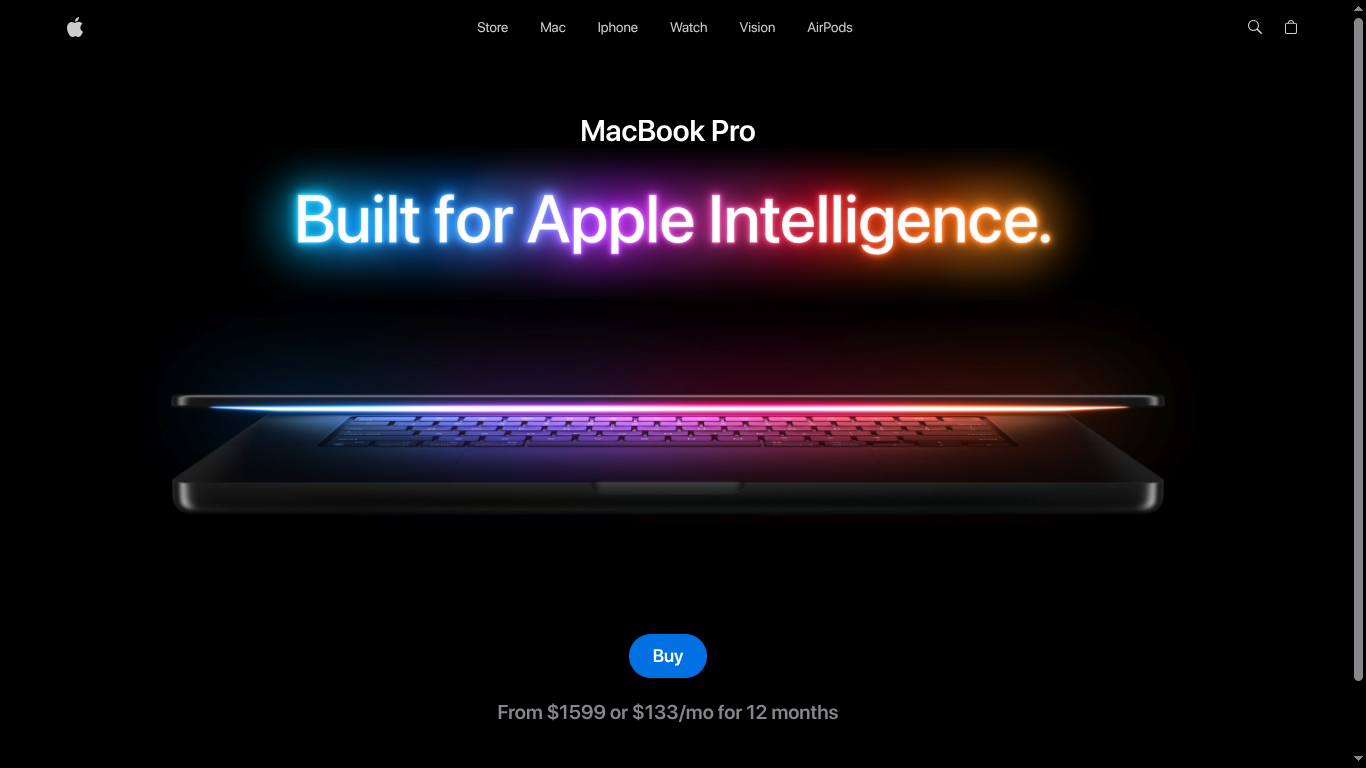 Store Mac Iphone Watch Vision AirPods
MacBook Pro
Built for Apple Intelligence.
Buy
From $1599 or $133/mo for 12 months